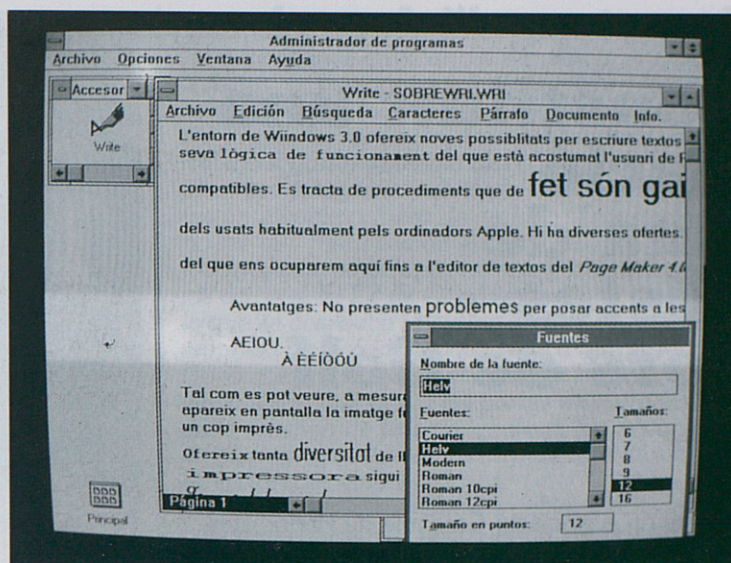 Administrador de programas
Archivo Opciones Ventana Ayuda
Accesor
Write
Write - SOBREWRI.WRI
Archivo Edición Búsqueda Caracteres Párrafo Documento Info.
L'entorn de Wiindows 3.0 ofereix noves possiblitats per escriure textos
seva lògica de funcionament del que està acostumat l'usuari de
compatibles. Es tracta de procediments que de fet són gai
dels usats habitualment pels ordinadors Apple. Hi ha diverses ofertes
del que ens ocuparem aquí fins a l'editor de textos del Page Maker 4.0
Avantatges: No presenten problemes per posar accents a les
AEIOU.
À ÈÉÍÒÓÚ
Tal com es pot veure, a mesura
apareix en pantalla la imatge
un cop imprès.
Ofereix tanta diversitat de
impressora sigui
Página 1
Principal
Fuentes
Nombre de la fuente:
Helv
Fuentes:
Courier
Helv
Modern
Roman
Roman 10cpi
Roman 12cpi
Tamaños:
6
7
8
9
12
16
Tamaño en puntos: 12